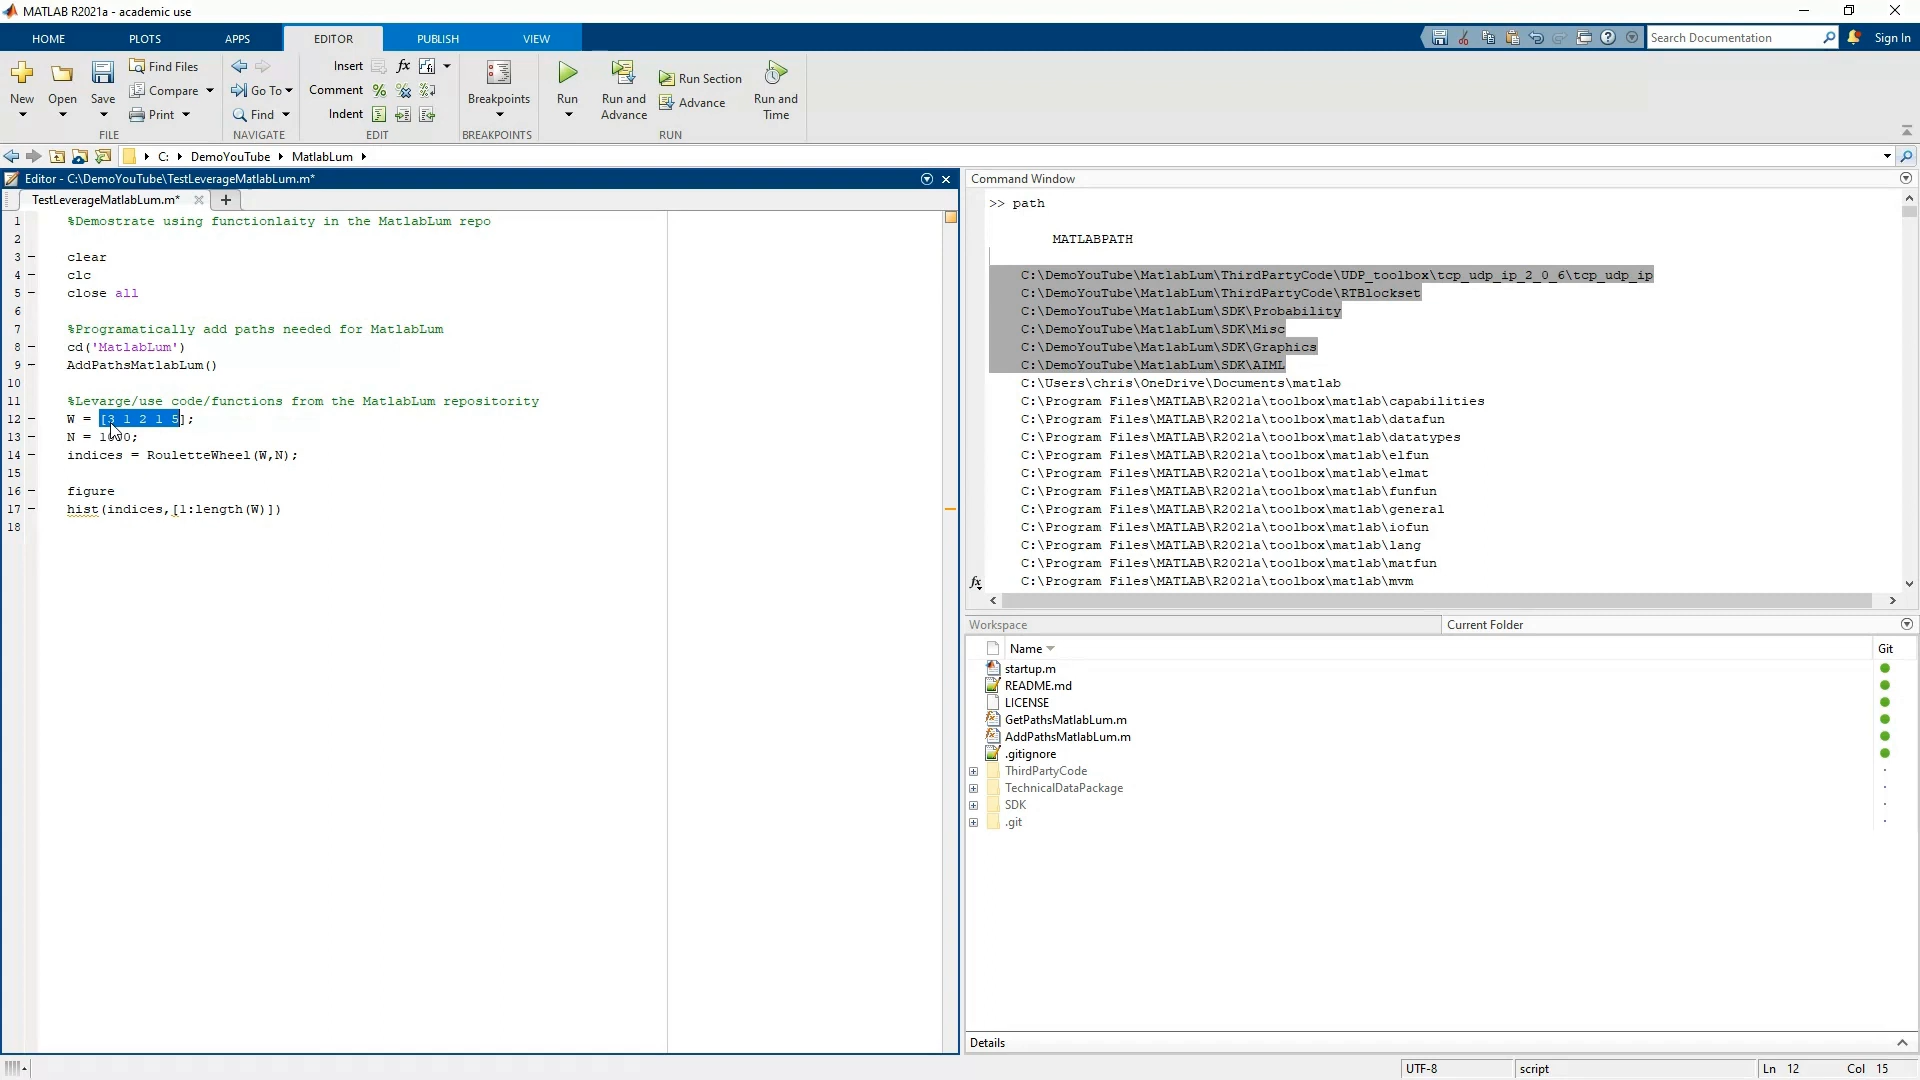 MATLAB R2021a - academic use
HOME PLOTS APPS EDITOR PUBLISH VIEW Search Documentation Sign In
New Open Save Find Files Compare Print FILE
Go To Find NAVIGATE
Insert fx Comment Indent EDIT
Breakpoints BREAKPOINTS
Run Run and Advance Run Section Advance Run and Time RUN
C: DemoYouTube MatlabLum
Editor - C:\DemoYouTube\TestLeverageMatlabLum.m*
TestLeverageMatlabLum.m*
1 %Demostrate using functionlaity in the MatlabLum repo
2
3 clear
4 clc
5 close all
6
7 %Programatically add paths needed for MatlabLum
8 cd('MatlabLum')
9 AddPathsMatlabLum()
10
11 %Levarge/use code/functions from the MatlabLum repositority
12 W = [3 1 2 1 5];
13 N = 1000;
14 indices = RouletteWheel(W,N);
15
16 figure
17 hist(indices,[1:length(W)])
18
Command Window
>> path
MATLABPATH
C:\DemoYouTube\MatlabLum\ThirdPartyCode\UDP_toolbox\tcp_udp_ip_2_0_6\tcp_udp_ip
C:\DemoYouTube\MatlabLum\ThirdPartyCode\RTBlockset
C:\DemoYouTube\MatlabLum\SDK\Probability
C:\DemoYouTube\MatlabLum\SDK\Misc
C:\DemoYouTube\MatlabLum\SDK\Graphics
C:\DemoYouTube\MatlabLum\SDK\AIML
C:\Users\chris\OneDrive\Documents\matlab
C:\Program Files\MATLAB\R2021a\toolbox\matlab\capabilities
C:\Program Files\MATLAB\R2021a\toolbox\matlab\datafun
C:\Program Files\MATLAB\R2021a\toolbox\matlab\datatypes
C:\Program Files\MATLAB\R2021a\toolbox\matlab\elfun
C:\Program Files\MATLAB\R2021a\toolbox\matlab\elmat
C:\Program Files\MATLAB\R2021a\toolbox\matlab\funfun
C:\Program Files\MATLAB\R2021a\toolbox\matlab\general
C:\Program Files\MATLAB\R2021a\toolbox\matlab\iofun
C:\Program Files\MATLAB\R2021a\toolbox\matlab\lang
C:\Program Files\MATLAB\R2021a\toolbox\matlab\matfun
C:\Program Files\MATLAB\R2021a\toolbox\matlab\mvm
fx
Workspace Current Folder
Name Git
startup.m
README.md
LICENSE
GetPathsMatlabLum.m
AddPathsMatlabLum.m
.gitignore
ThirdPartyCode
TechnicalDataPackage
SDK
.git
Details
UTF-8 script Ln 12 Col 15